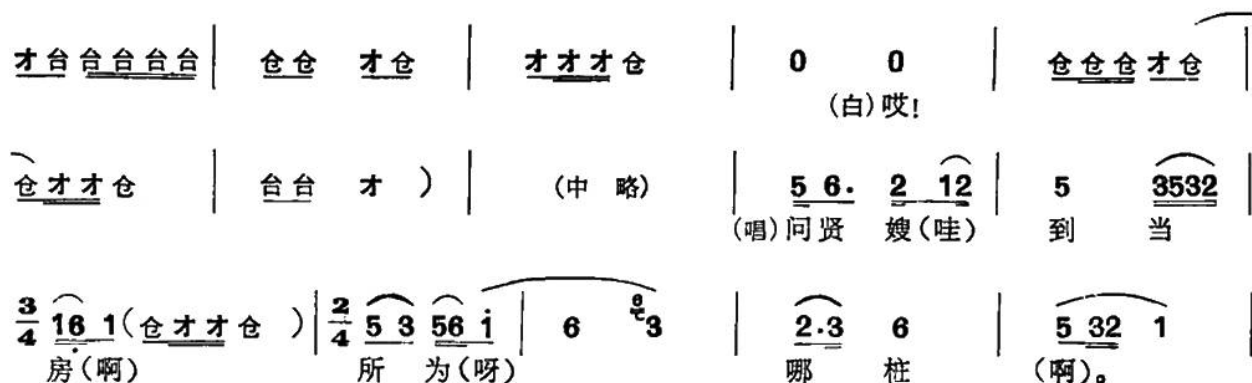 才台台台台台 | 仓仓 才仓 | 才才才仓 | 0 0 | 仓仓仓才仓 |
(白)哎!
仓才才仓 | 台台 才 ) | (中 略) | 5 6. 2 12 | 5 3532 |
(唱)问贤 嫂(哇) 到 当
3/4 16 1(仓才才仓 ) | 2/4 5 3 56 i | 6 6 3 | 2.3 6 | 5 32 1 |
房(啊) 所 为(呀) 哪 桩 (啊)。